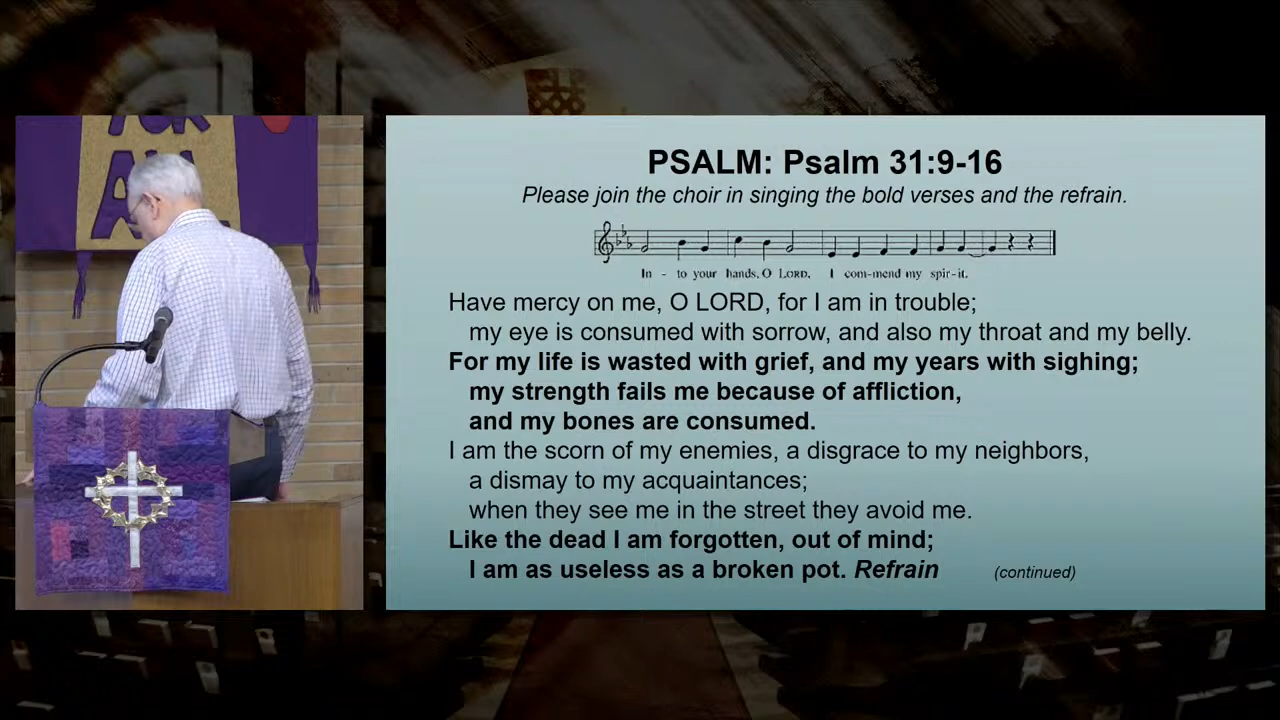 FOR
ALL
PSALM: Psalm 31:9-16
Please join the choir in singing the bold verses and the refrain.
In - to your hands, O LORD, I com-mend my spir-it.
Have mercy on me, O LORD, for I am in trouble;
my eye is consumed with sorrow, and also my throat and my belly.
For my life is wasted with grief, and my years with sighing;
my strength fails me because of affliction,
and my bones are consumed.
I am the scorn of my enemies, a disgrace to my neighbors,
a dismay to my acquaintances;
when they see me in the street they avoid me.
Like the dead I am forgotten, out of mind;
I am as useless as a broken pot. Refrain (continued)